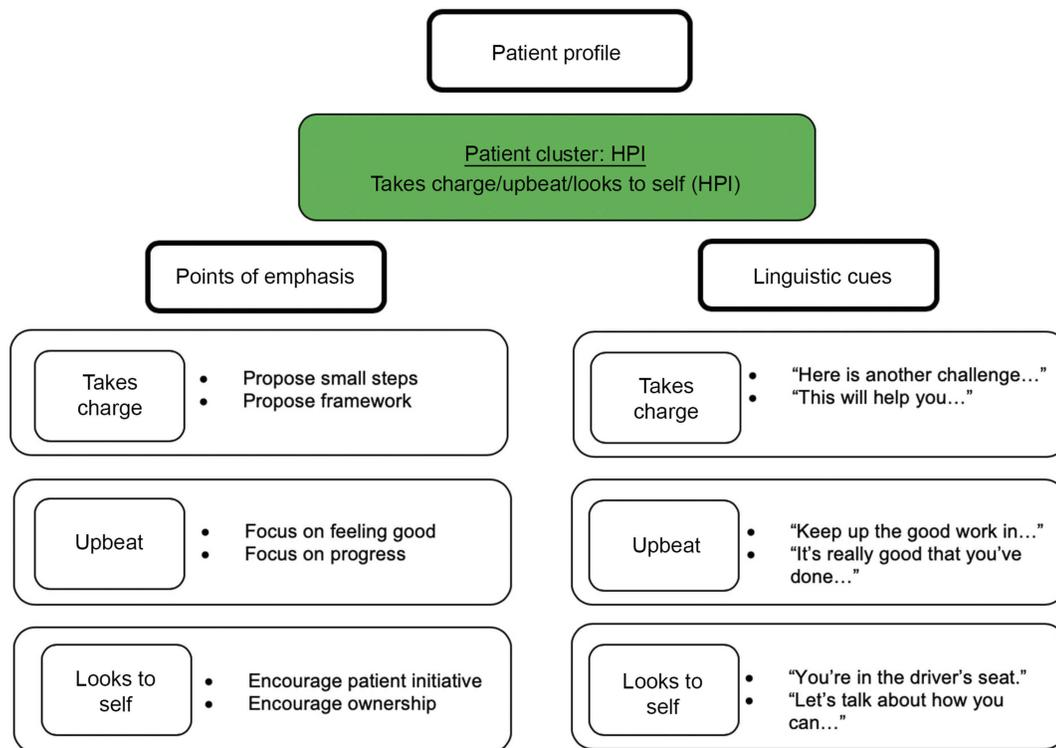 Patient profile
Patient cluster: HPI
Takes charge/upbeat/looks to self (HPI)
Points of emphasis
Takes
charge
• Propose small steps
• Propose framework
Upbeat
• Focus on feeling good
• Focus on progress
Looks to
self
• Encourage patient initiative
• Encourage ownership
Linguistic cues
Takes
charge
• “Here is another challenge…”
• “This will help you…”
Upbeat
• “Keep up the good work in…”
• “It’s really good that you’ve
done…”
Looks to
self
• “You’re in the driver’s seat.”
• “Let’s talk about how you
can…”